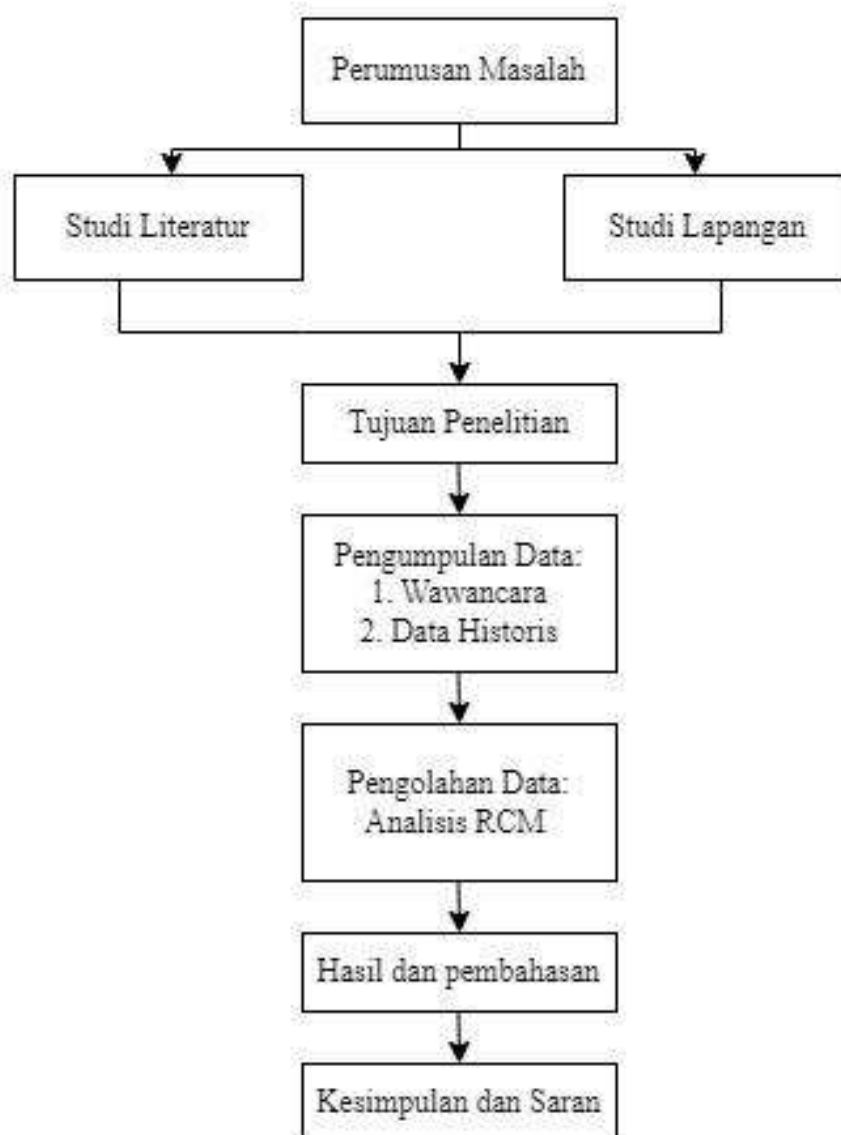 Perumusan Masalah
Studi Literatur
Studi Lapangan
Tujuan Penelitian
Pengumpulan Data:
1. Wawancara
2. Data Historis
Pengolahan Data:
Analisis RCM
Hasil dan pembahasan
Kesimpulan dan Saran